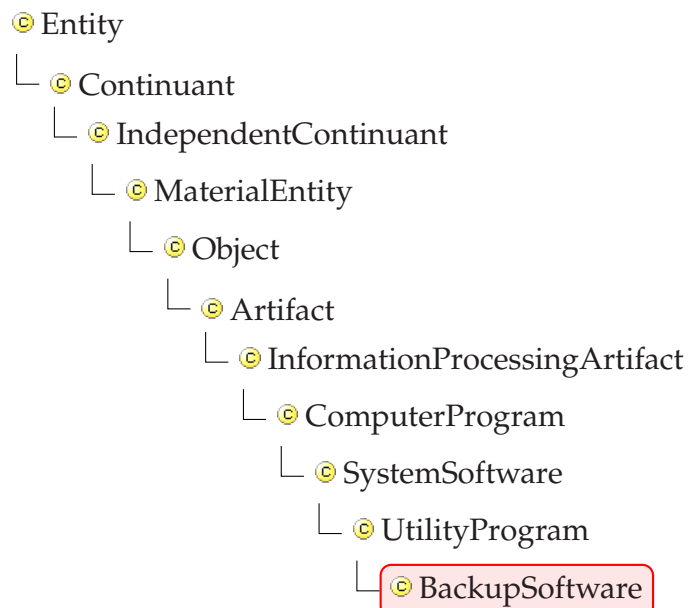 Entity
Continuant
IndependentContinuant
MaterialEntity
Object
Artifact
InformationProcessingArtifact
ComputerProgram
SystemSoftware
UtilityProgram
BackupSoftware